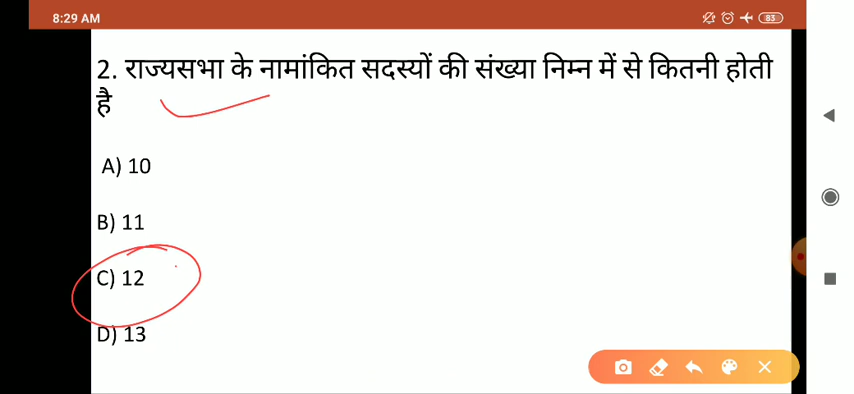 8:29 AM
83
2. राज्यसभा के नामांकित सदस्यों की संख्या निम्न में से कितनी होती
है
A) 10
B) 11
C) 12
D) 13